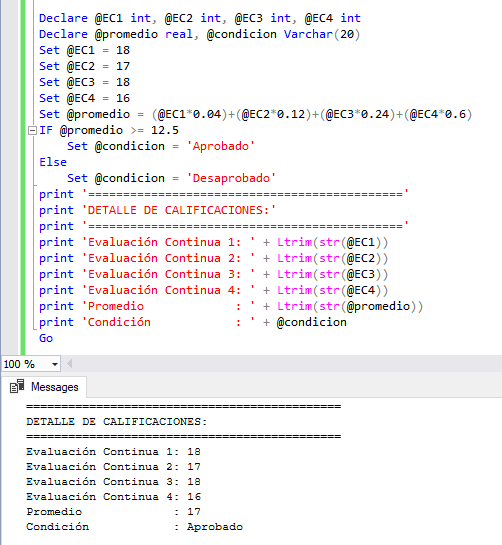 Declare @EC1 int, @EC2 int, @EC3 int, @EC4 int
Declare @promedio real, @condicion Varchar(20)
Set @EC1 = 18
Set @EC2 = 17
Set @EC3 = 18
Set @EC4 = 16
Set @promedio = (@EC1*0.04)+(@EC2*0.12)+(@EC3*0.24)+(@EC4*0.6)
IF @promedio >= 12.5
    Set @condicion = 'Aprobado'
Else
    Set @condicion = 'Desaprobado'
print '============================================='
print 'DETALLE DE CALIFICACIONES:'
print '============================================='
print 'Evaluación Continua 1: ' + Ltrim(str(@EC1))
print 'Evaluación Continua 2: ' + Ltrim(str(@EC2))
print 'Evaluación Continua 3: ' + Ltrim(str(@EC3))
print 'Evaluación Continua 4: ' + Ltrim(str(@EC4))
print 'Promedio             : ' + Ltrim(str(@promedio))
print 'Condición            : ' + @condicion
Go
100 %
Messages
=============================================
DETALLE DE CALIFICACIONES:
=============================================
Evaluación Continua 1: 18
Evaluación Continua 2: 17
Evaluación Continua 3: 18
Evaluación Continua 4: 16
Promedio             : 17
Condición            : Aprobado